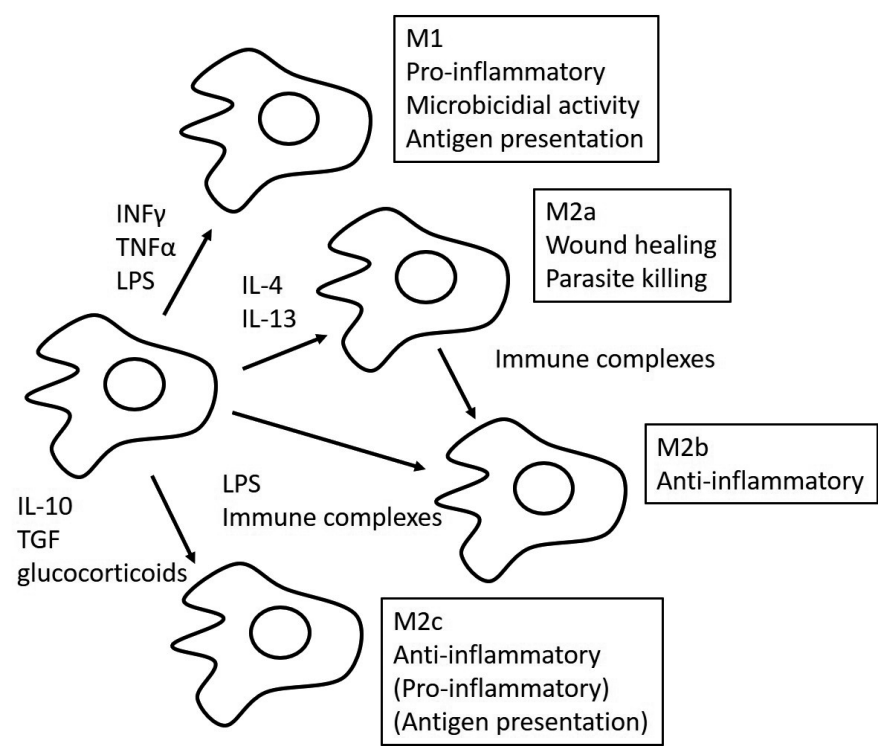 M1
Pro-inflammatory
Microbicidial activity
Antigen presentation
INFγ
TNFα
LPS
M2a
Wound healing
Parasite killing
IL-4
IL-13
Immune complexes
M2b
Anti-inflammatory
LPS
Immune complexes
IL-10
TGF
glucocorticoids
M2c
Anti-inflammatory
(Pro-inflammatory)
(Antigen presentation)